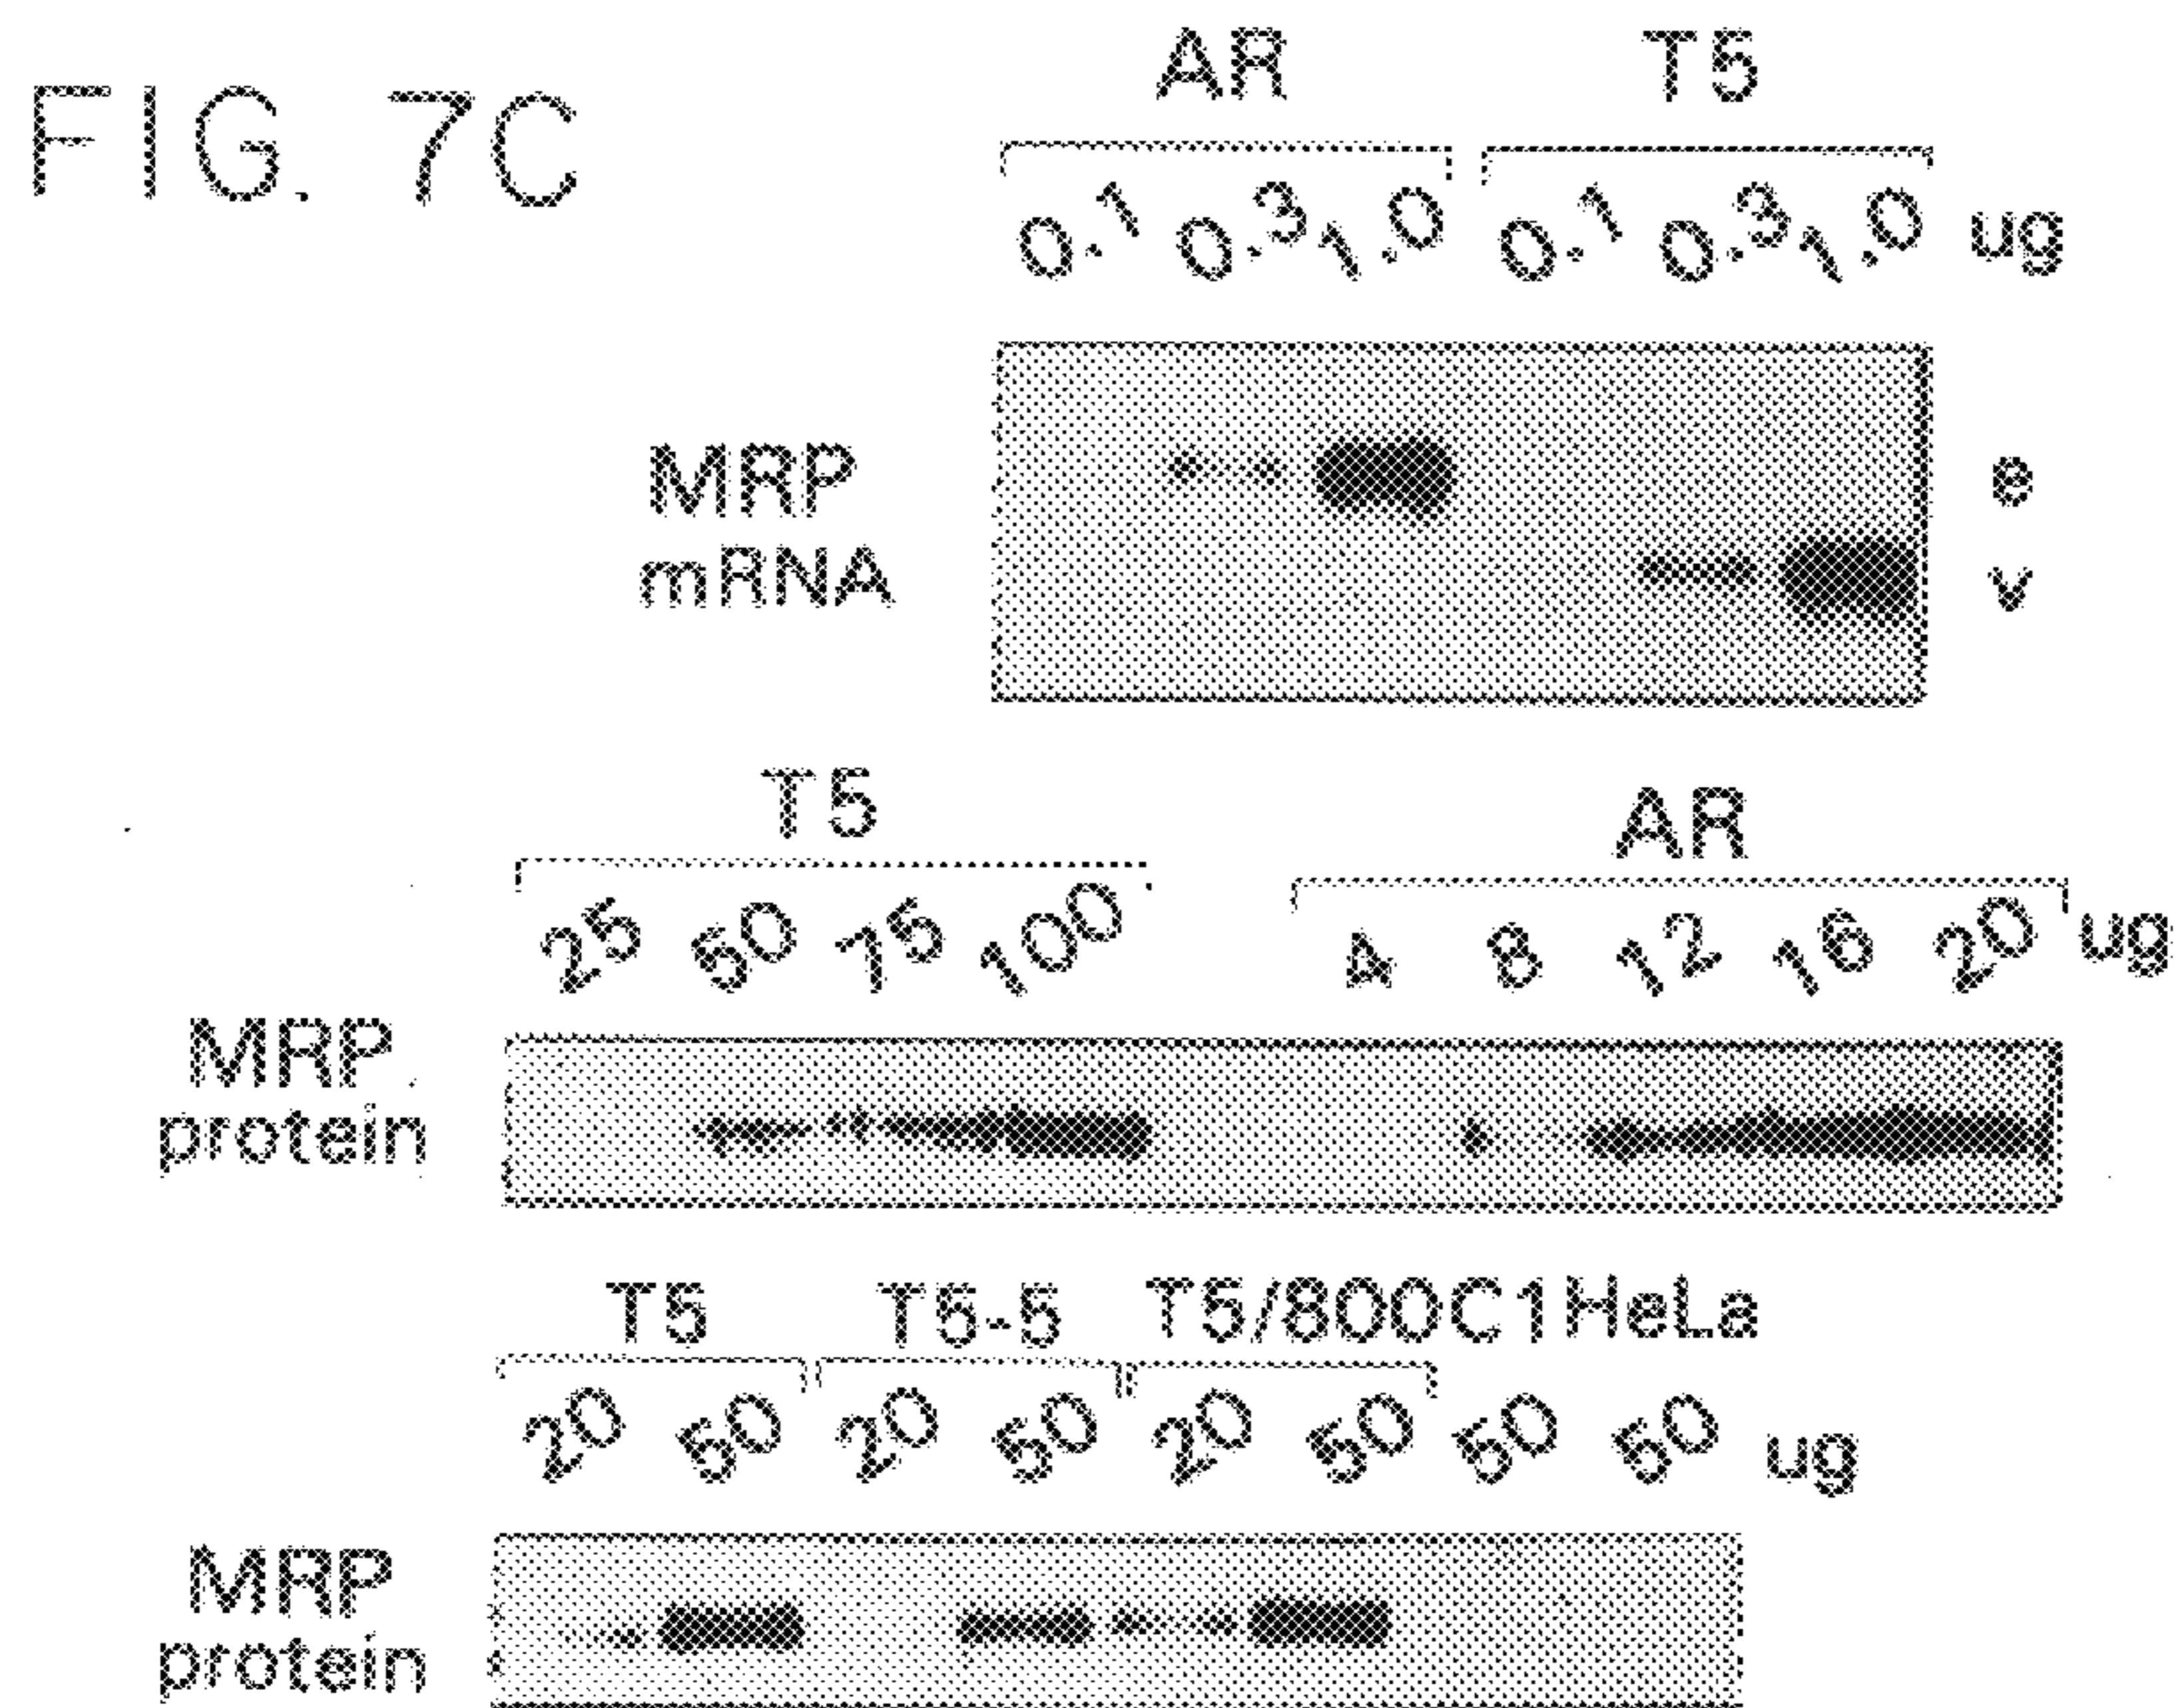 FIG. 7C
AR T5
0.1 0.3 1.0 0.1 0.3 1.0 ug
MRP e
mRNA v
T5 AR
25 50 75 100 4 8 12 16 20 ug
MRP
protein
T5 T5-5 T5/800C1HeLa
20 50 20 50 20 50 50 50 ug
MRP
protein